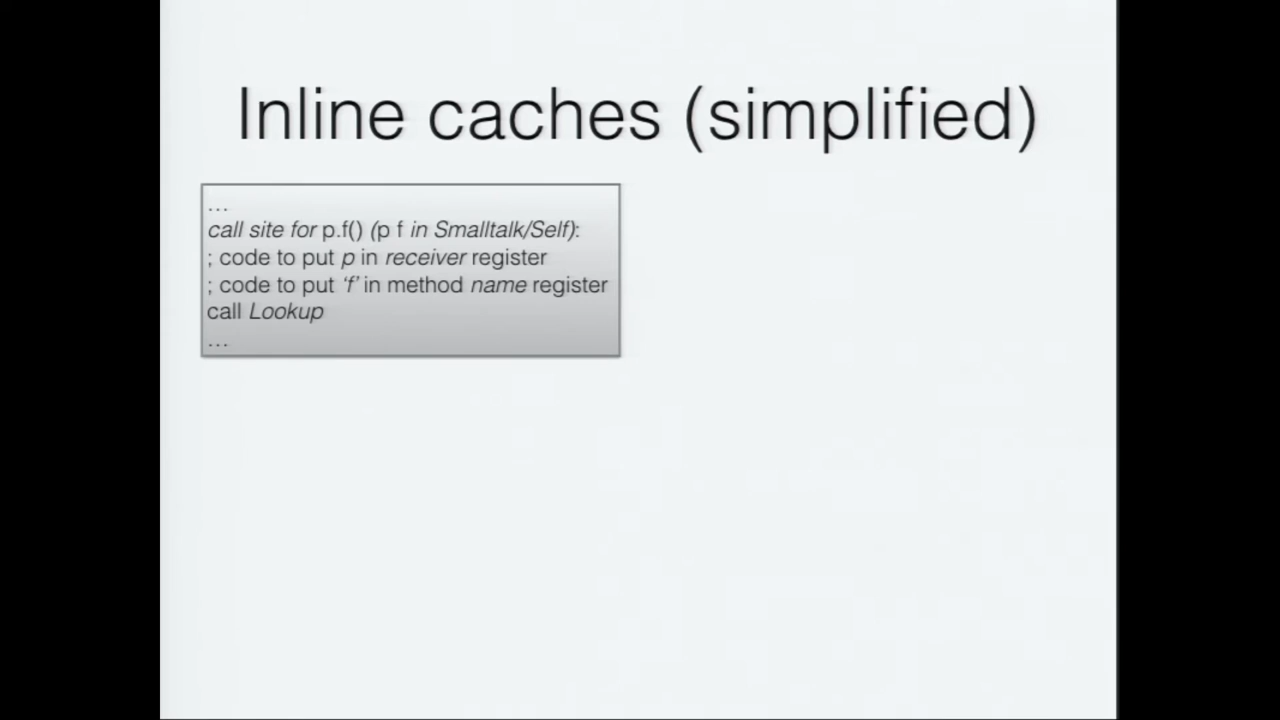 Inline caches (simplified)
…
call site for p.f() (p f in Smalltalk/Self):
; code to put p in receiver register
; code to put ‘f’ in method name register
call Lookup
…